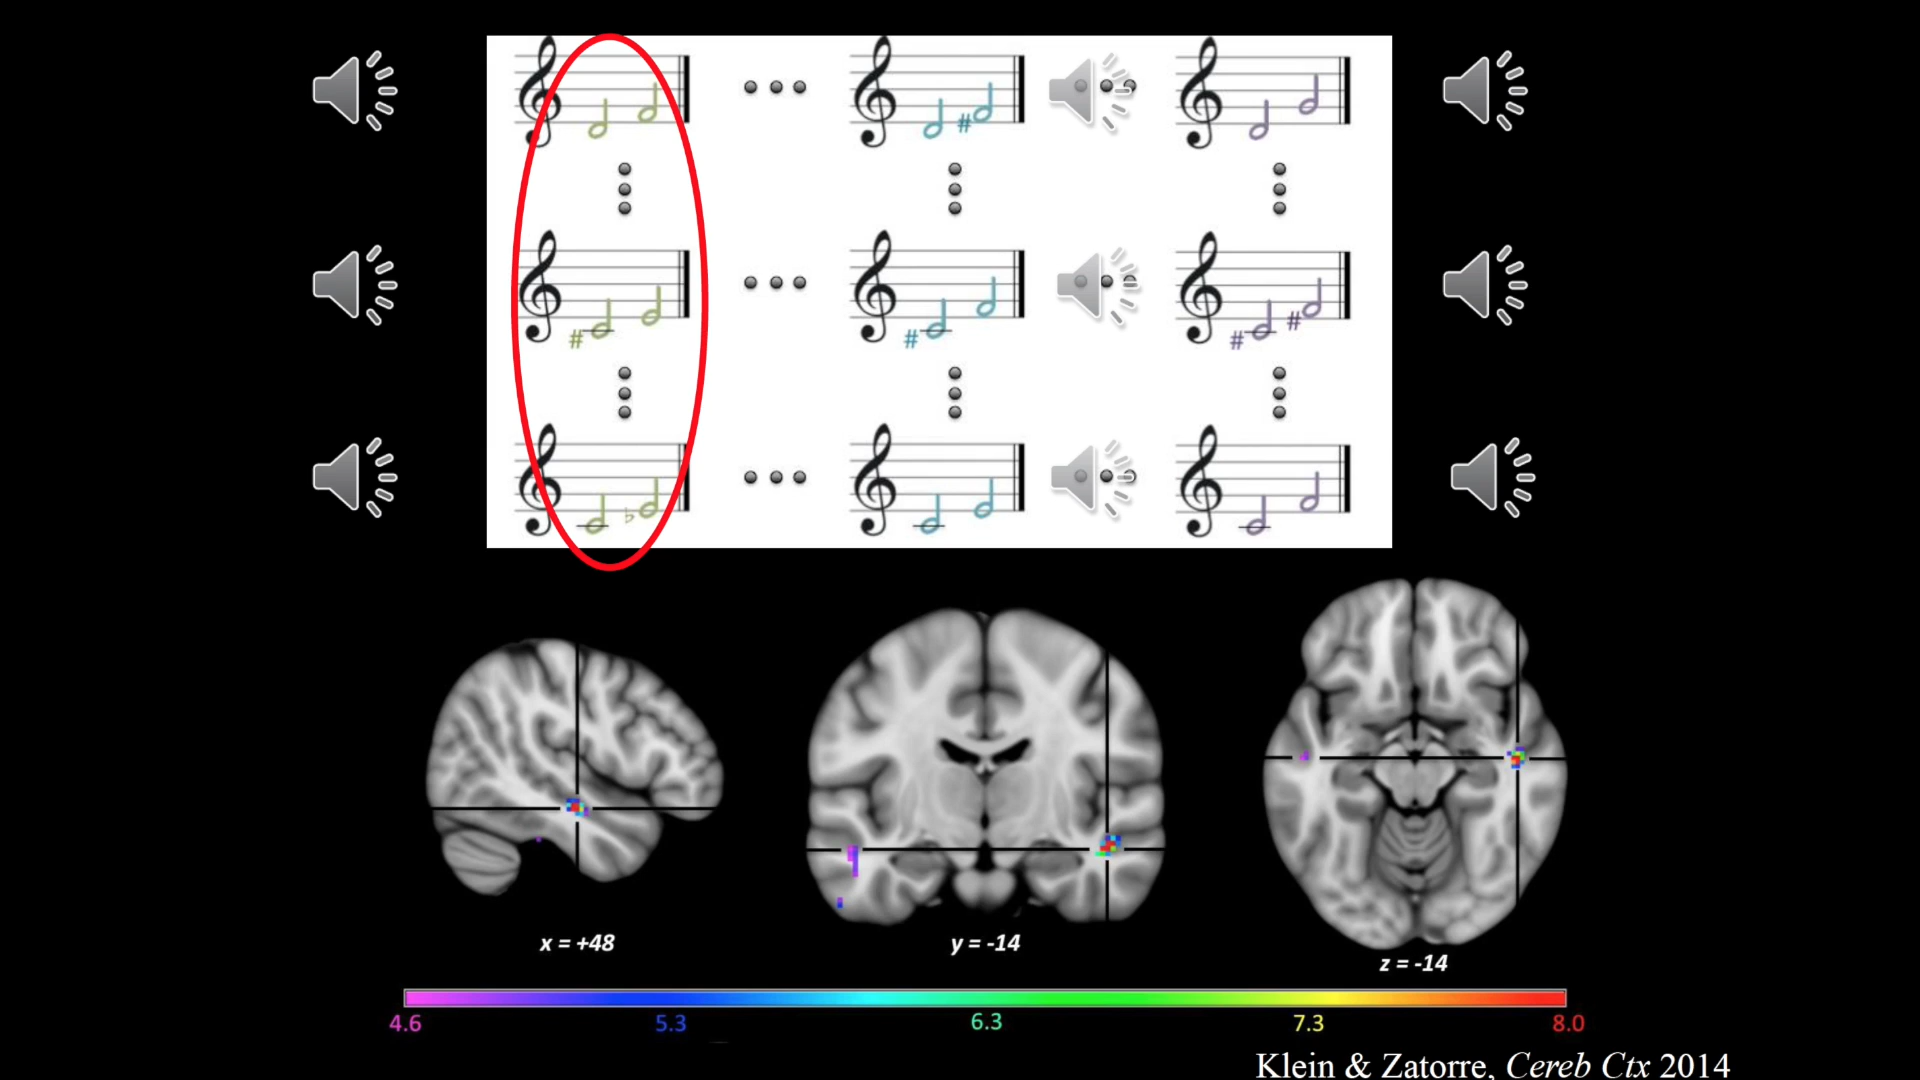 x = +48
y = -14
z = -14
4.6 5.3 6.3 7.3 8.0
Klein & Zatorre, Cereb Ctx 2014